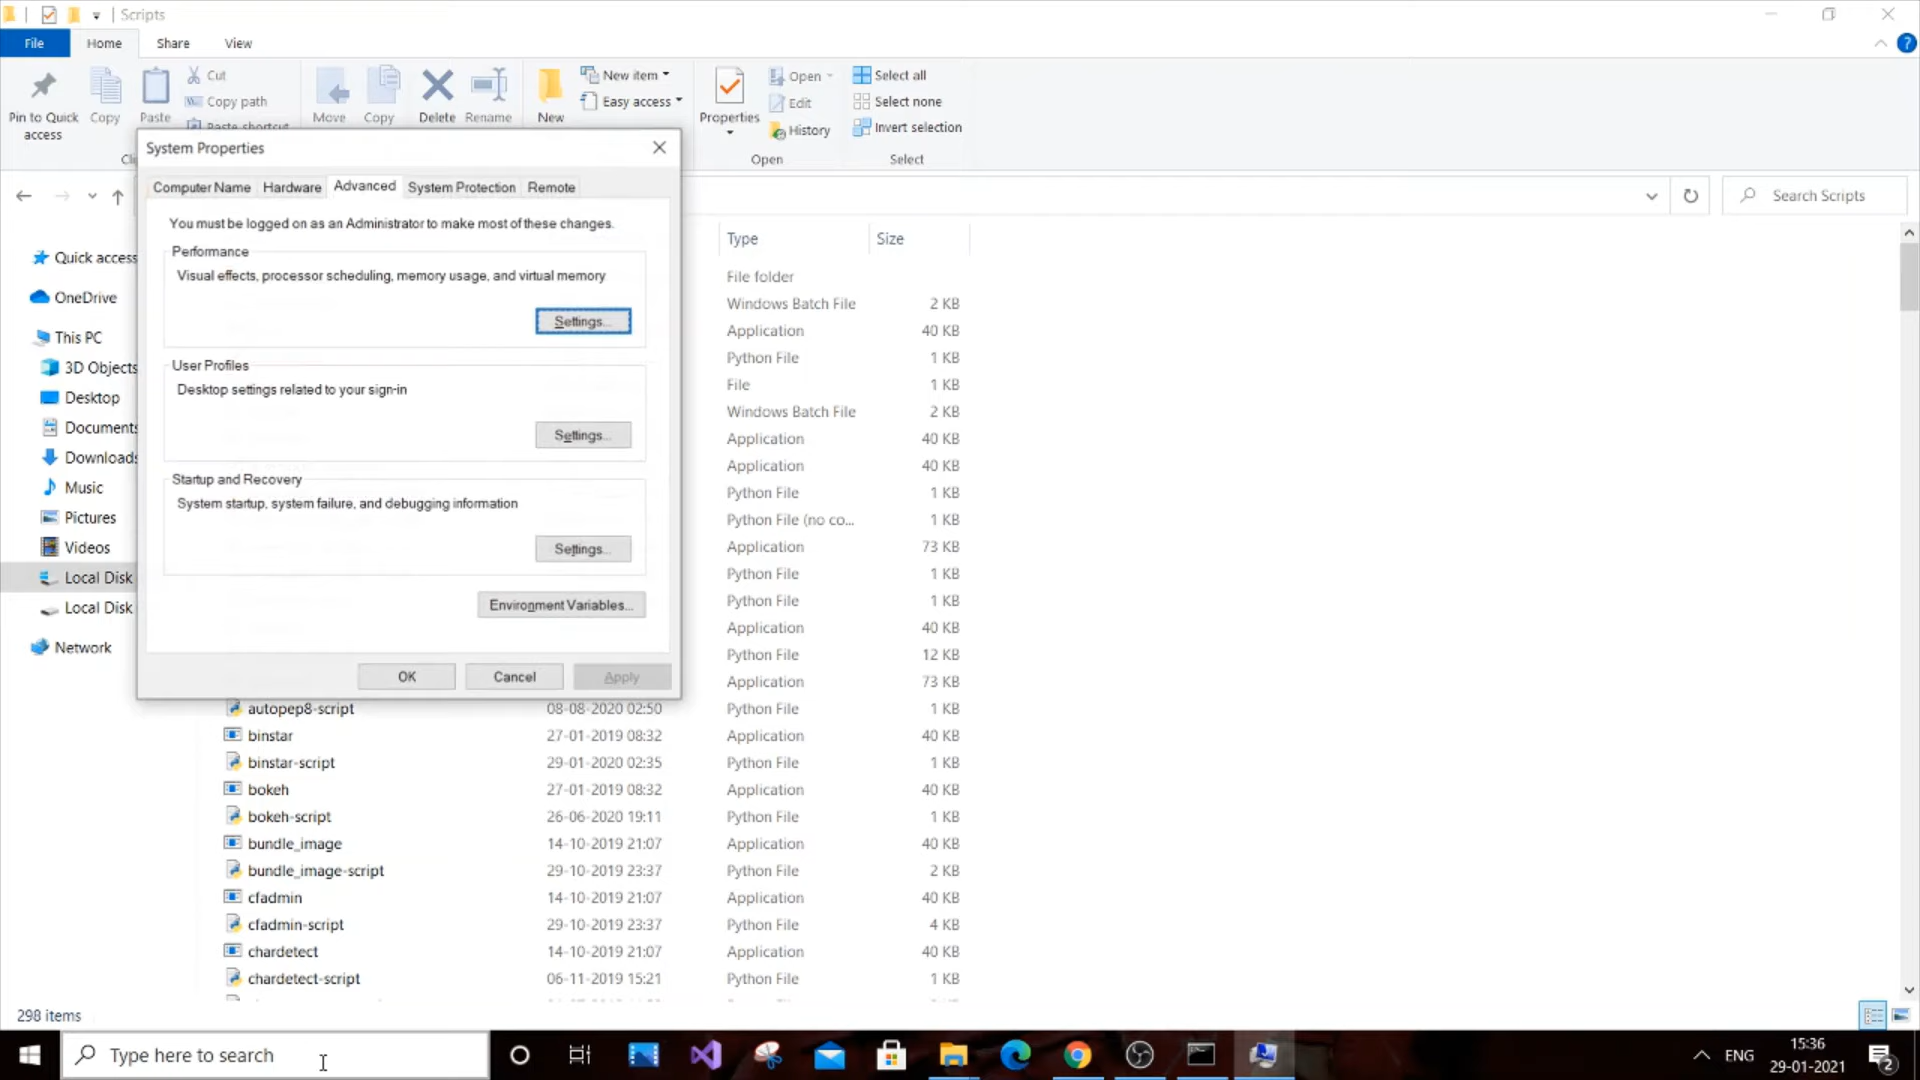 Scripts
File
Home
Share
View
Pin to Quick access
Copy
Paste
Cut
Copy path
Paste shortcut
Move
Copy
Delete
Rename
New
New item
Easy access
Properties
Open
Edit
History
Open
Select all
Select none
Invert selection
Select
Search Scripts
System Properties
Computer Name
Hardware
Advanced
System Protection
Remote
You must be logged on as an Administrator to make most of these changes.
Performance
Visual effects, processor scheduling, memory usage, and virtual memory
Settings...
User Profiles
Desktop settings related to your sign-in
Settings...
Startup and Recovery
System startup, system failure, and debugging information
Settings...
Environment Variables...
OK
Cancel
Apply
Quick access
OneDrive
This PC
3D Objects
Desktop
Documents
Downloads
Music
Pictures
Videos
Local Disk
Local Disk
Network
Type Size
File folder
Windows Batch File 2 KB
Application 40 KB
Python File 1 KB
File 1 KB
Windows Batch File 2 KB
Application 40 KB
Application 40 KB
Python File 1 KB
Python File (no co... 1 KB
Application 73 KB
Python File 1 KB
Python File 1 KB
Application 40 KB
Python File 12 KB
Application 73 KB
autopep8-script 08-08-2020 02:50 Python File 1 KB
binstar 27-01-2019 08:32 Application 40 KB
binstar-script 29-01-2020 02:35 Python File 1 KB
bokeh 27-01-2019 08:32 Application 40 KB
bokeh-script 26-06-2020 19:11 Python File 1 KB
bundle_image 14-10-2019 21:07 Application 40 KB
bundle_image-script 29-10-2019 23:37 Python File 2 KB
cfadmin 14-10-2019 21:07 Application 40 KB
cfadmin-script 29-10-2019 23:37 Python File 4 KB
chardetect 14-10-2019 21:07 Application 40 KB
chardetect-script 06-11-2019 15:21 Python File 1 KB
298 items
Type here to search
ENG
15:36
29-01-2021
2